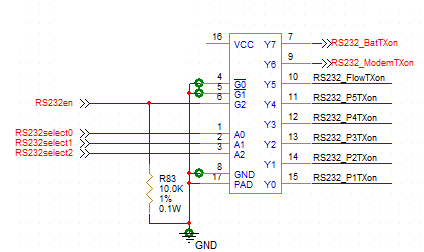 16 VCC Y7 7 RS232_BatTXon
Y6 9 RS232_ModemTXon
4 G0 Y5 10 RS232_FlowTXon
5 G1
RS232en 6 G2 Y4 11 RS232_P5TXon
Y3 12 RS232_P4TXon
RS232select0 1 A0
RS232select1 2 A1 Y2 13 RS232_P3TXon
RS232select2 3 A2
Y1 14 RS232_P2TXon
8 GND
17 PAD Y0 15 RS232_P1TXon
R83
10.0K
1%
0.1W
GND